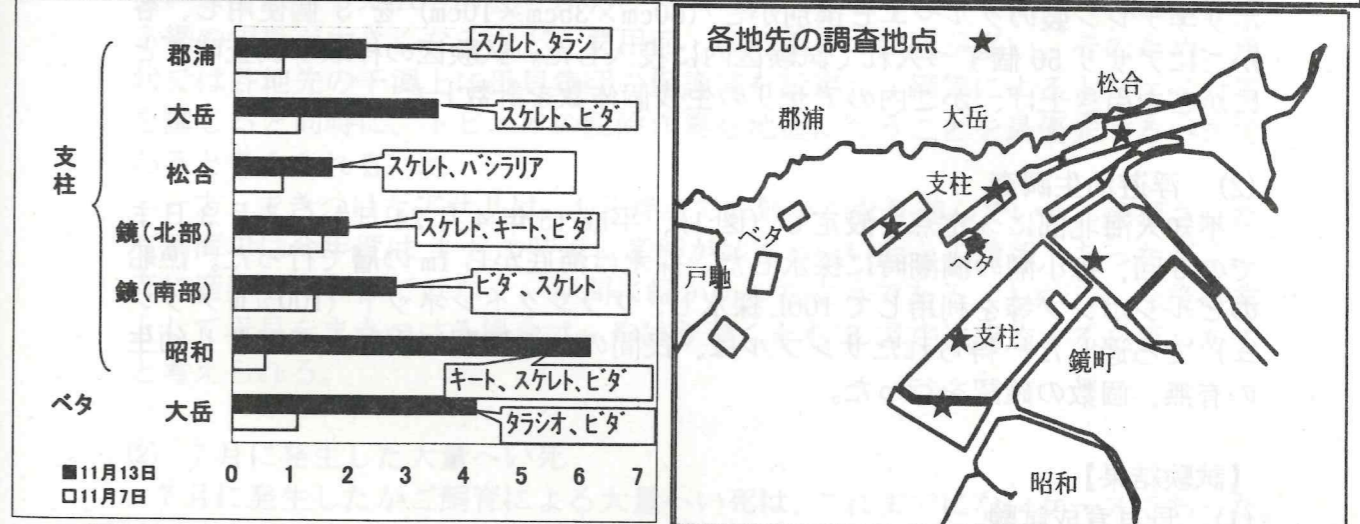 支柱
郡浦
スケレト、タラシ
大岳
スケレト、ビダ
松合
スケレト、バシラリア
鏡(北部)
スケレト、キート、ビダ
鏡(南部)
ビダ、スケレト
昭和
キート、スケレト、ビダ
ベタ
大岳
タラシオ、ビダ
■11月13日
□11月7日
0 1 2 3 4 5 6 7
各地先の調査地点 ★
松合
郡浦
大岳
支柱
ベタ
ベタ
戸馳
支柱
鏡町
昭和